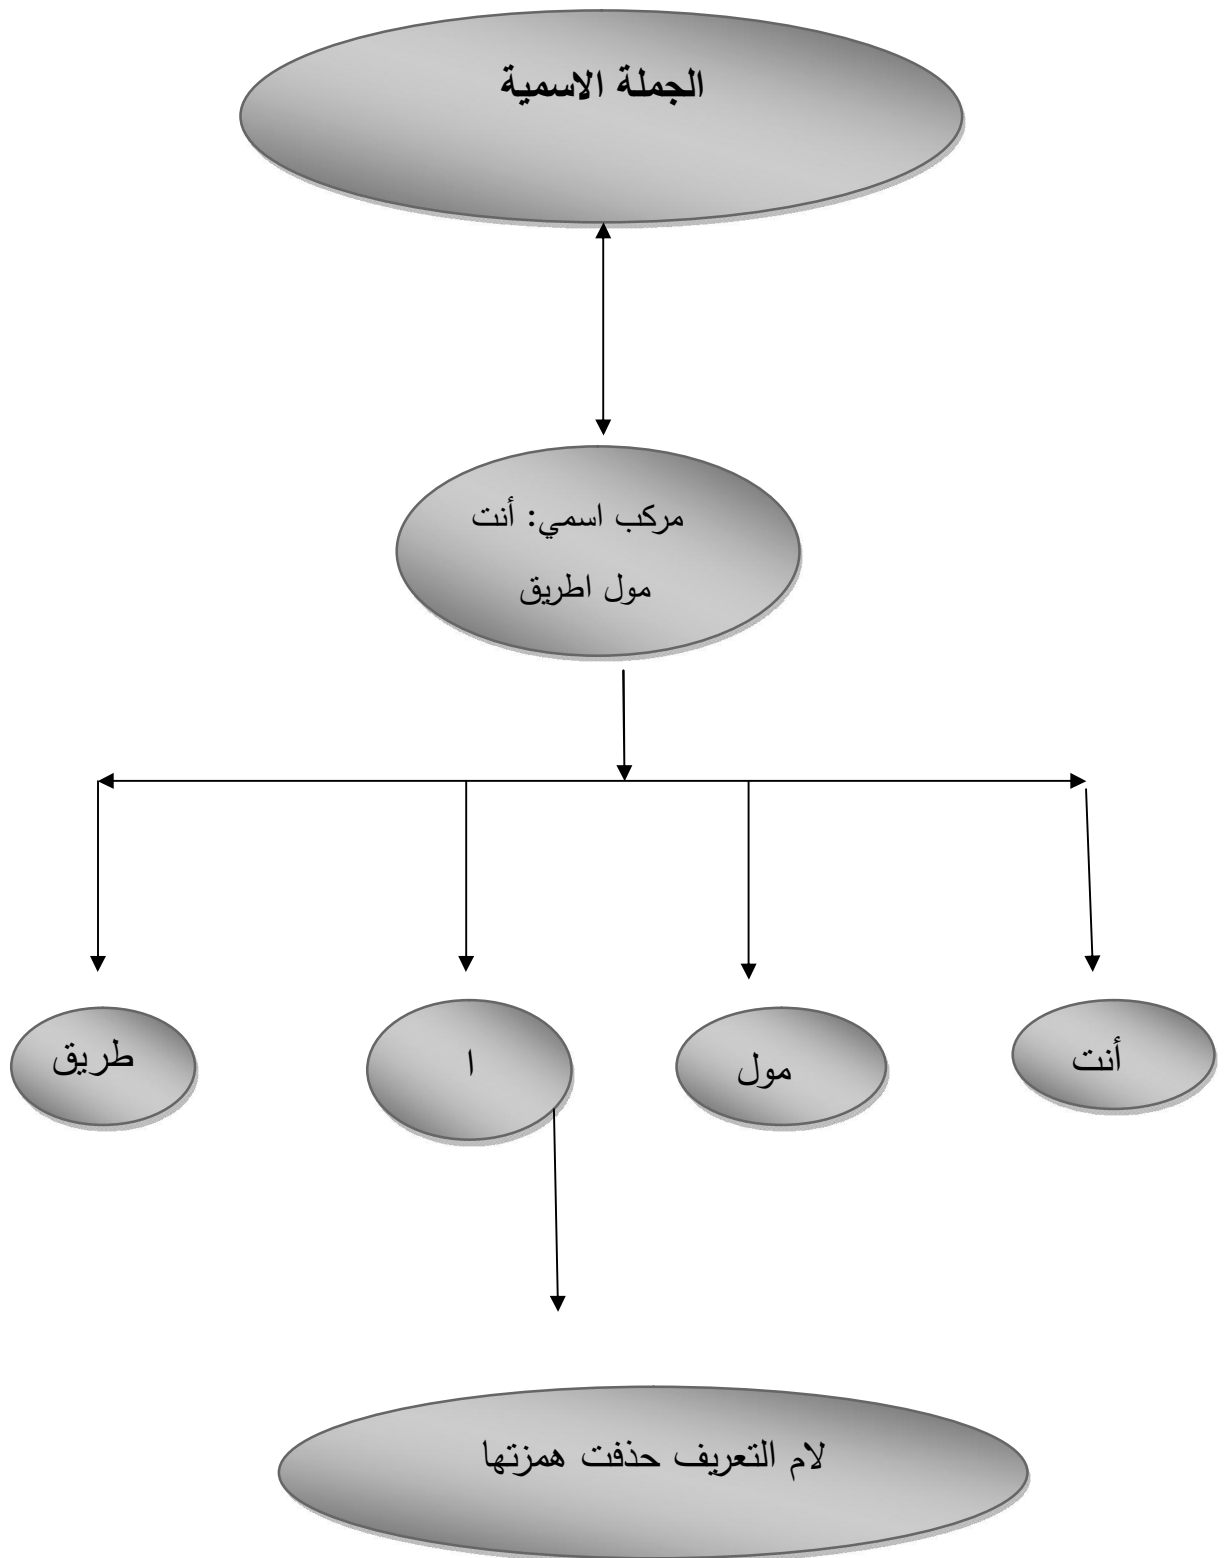 الجملة الاسمية
مركب اسمي: أنت
مول اطريق
أنت
مول
ا
طريق
لام التعريف حذفت همزتها